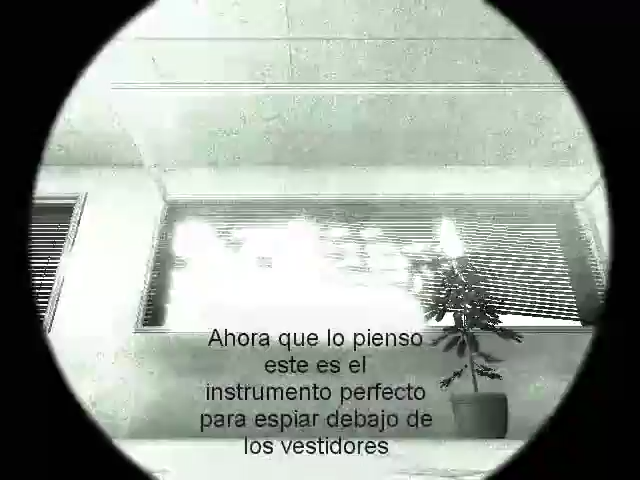 Ahora que lo pienso
este es el
instrumento perfecto
para espiar debajo de
los vestidores